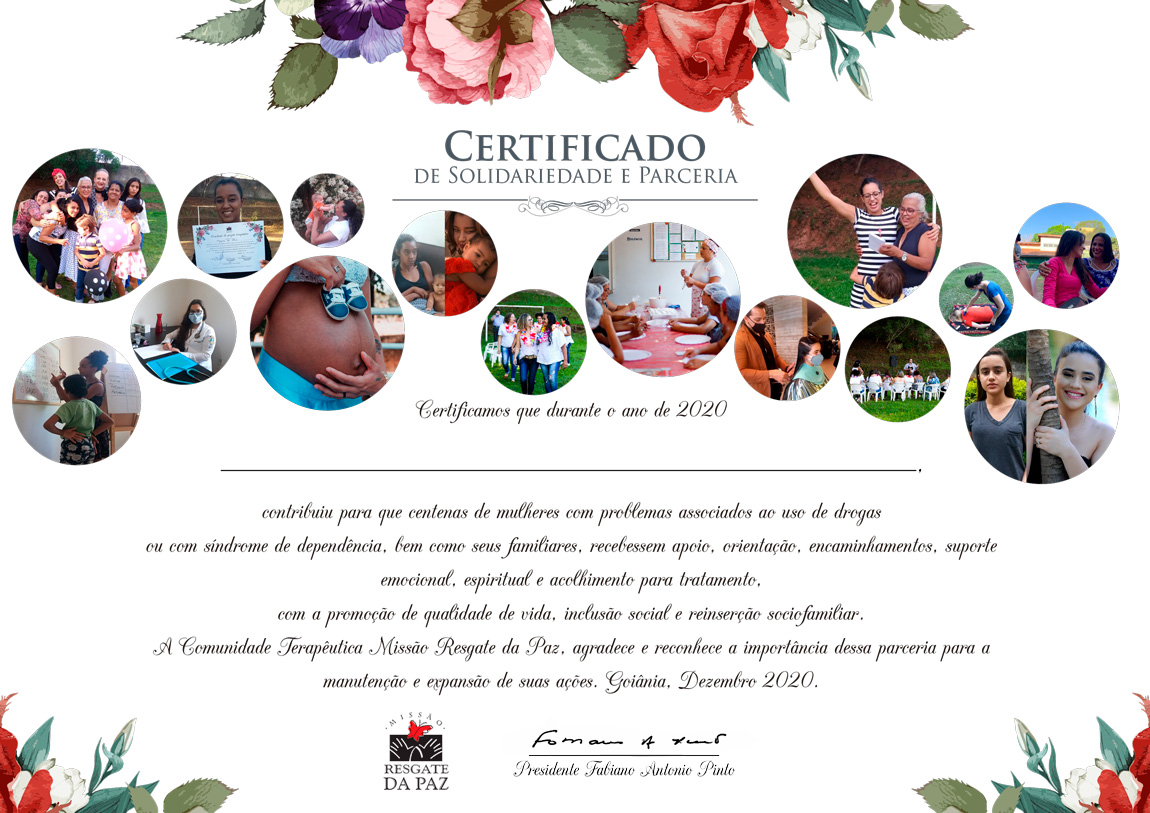 CERTIFICADO
DE SOLIDARIEDADE E PARCERIA
Certificamos que durante o ano de 2020
,
contribuiu para que centenas de mulheres com problemas associados ao uso de drogas
ou com síndrome de dependência, bem como seus familiares, recebessem apoio, orientação, encaminhamentos, suporte
emocional, espiritual e acolhimento para tratamento,
com a promoção de qualidade de vida, inclusão social e reinserção sociofamiliar.
A Comunidade Terapêutica Missão Resgate da Paz, agradece e reconhece a importância dessa parceria para a
manutenção e expansão de suas ações. Goiânia, Dezembro 2020.
· MISSÃO ·
RESGATE
DA PAZ
Presidente Fabiano Antonio Pinto